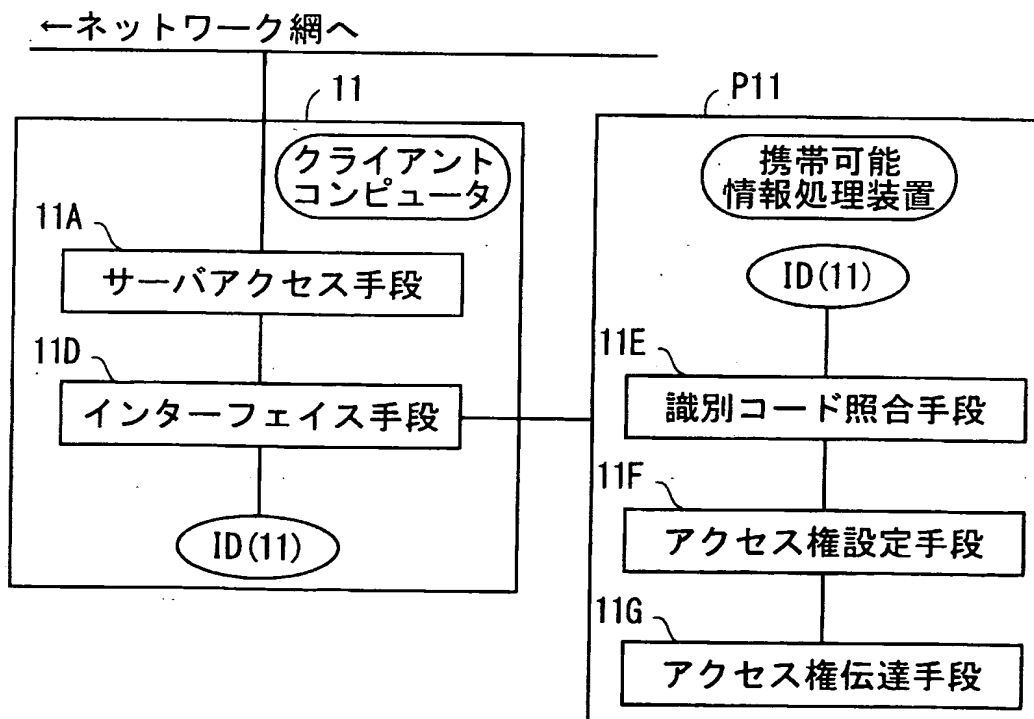 ←ネットワーク網へ
11
クライアント
コンピュータ
11A
サーバアクセス手段
11D
インターフェイス手段
ID(11)
P11
携帯可能
情報処理装置
ID(11)
11E
識別コード照合手段
11F
アクセス権設定手段
11G
アクセス権伝達手段